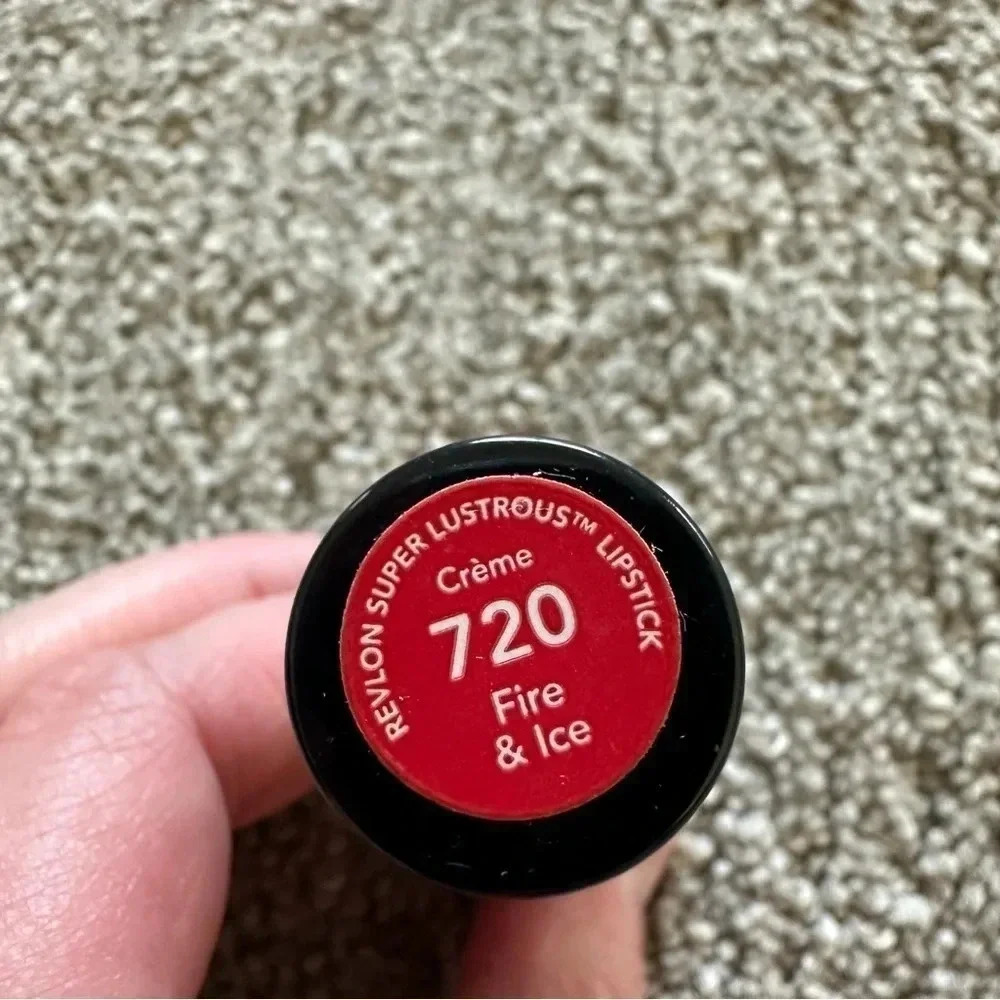 REVLON SUPER LUSTROUS™ LIPSTICK
Crème
720
Fire
& Ice